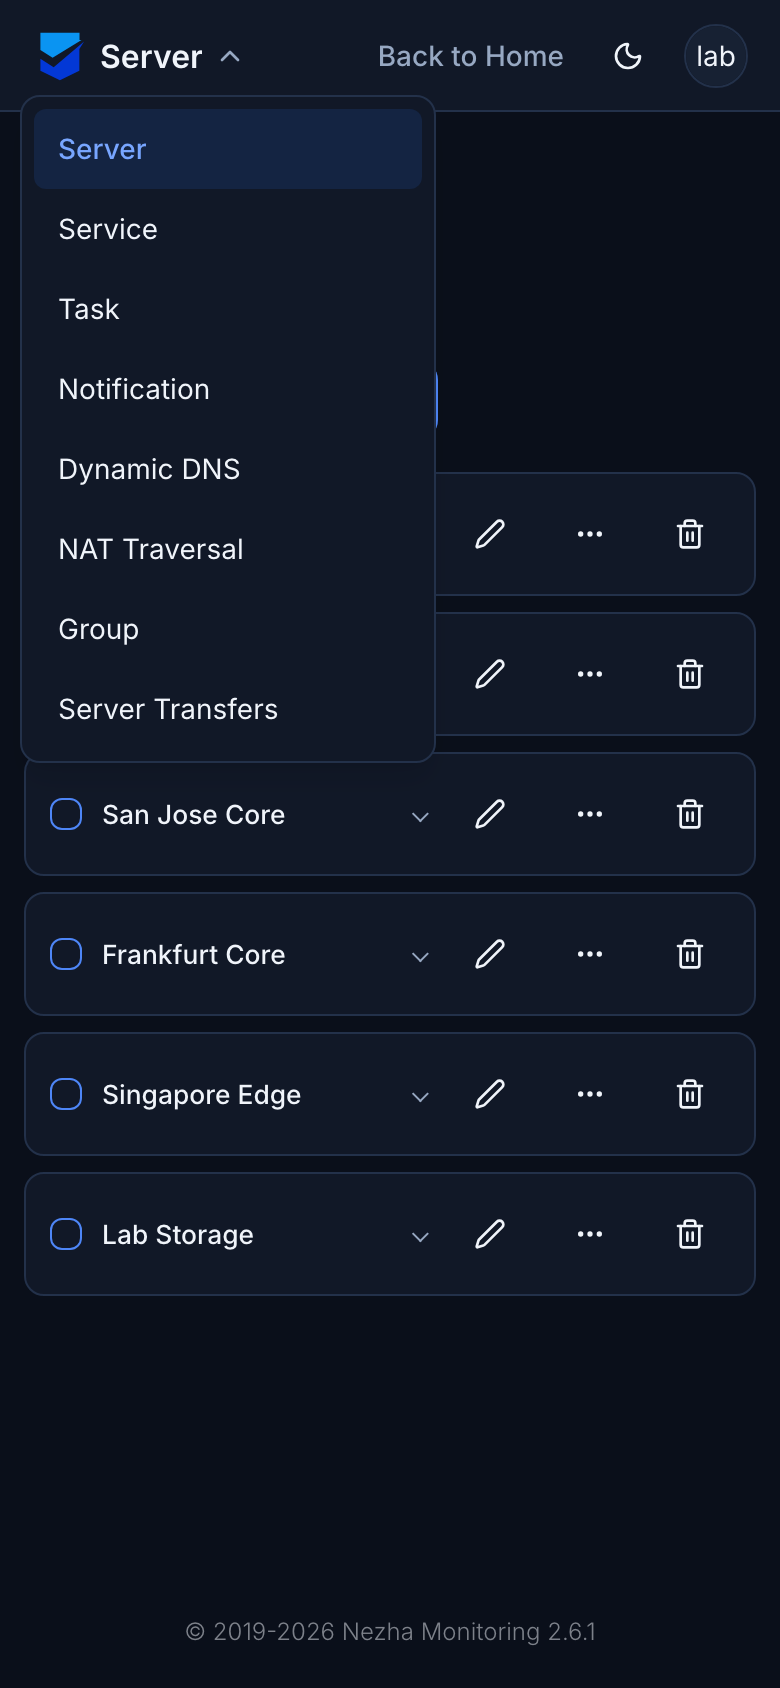 Server
Back to Home
lab
Server
Service
Task
Notification
Dynamic DNS
NAT Traversal
Group
Server Transfers
San Jose Core
Frankfurt Core
Singapore Edge
Lab Storage
© 2019-2026 Nezha Monitoring 2.6.1